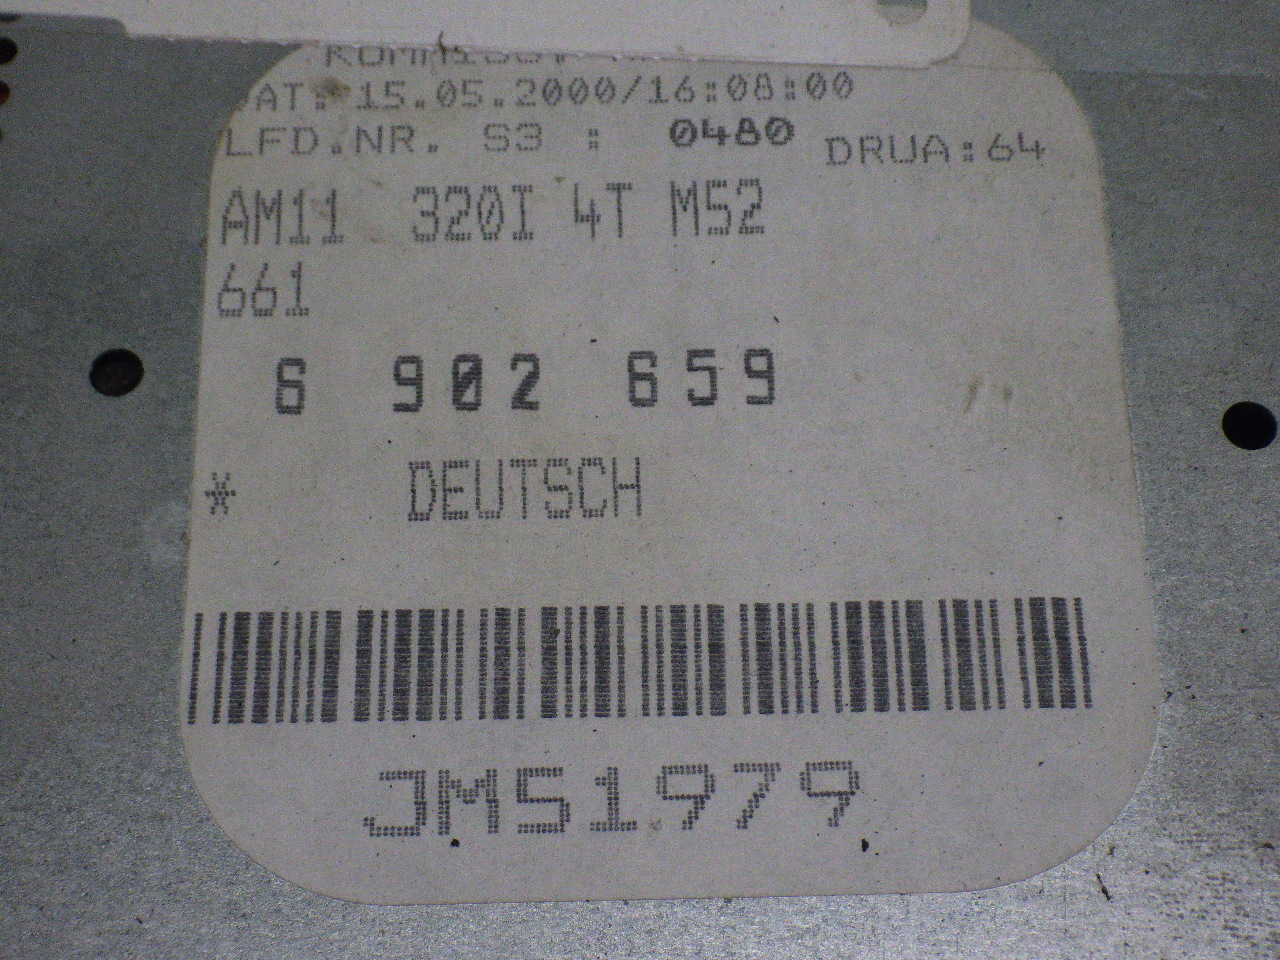 DAT: 15.05.2000/16:08:00
LFD.NR. S3 : 0480 DRUA:64
AM11 320I 4T M52
661
6 902 659
* DEUTSCH
JM51979